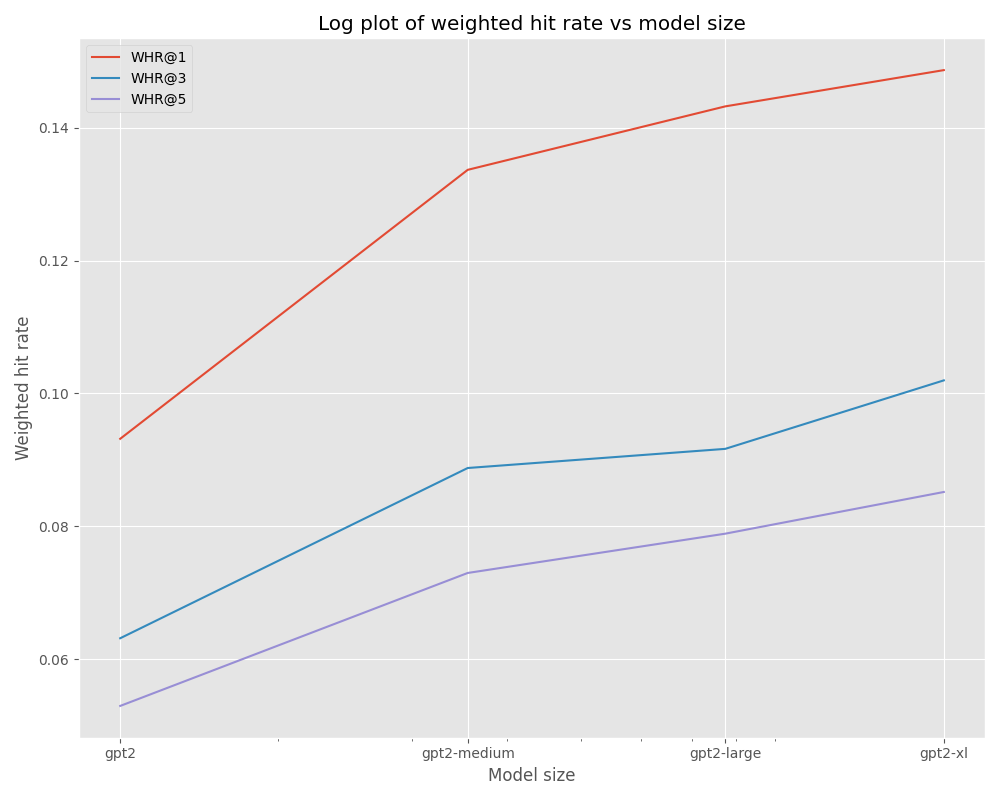 Log plot of weighted hit rate vs model size
WHR@1
WHR@3
WHR@5
0.14
0.12
0.10
0.08
0.06
Weighted hit rate
gpt2 gpt2-medium gpt2-large gpt2-xl
Model size